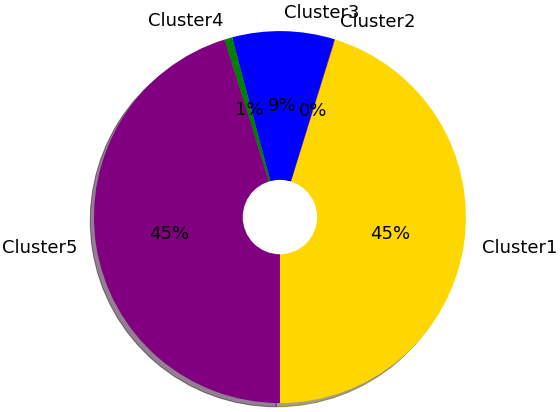 Cluster3
Cluster4
Cluster2
1%
9%
0%
45%
45%
Cluster5
Cluster1